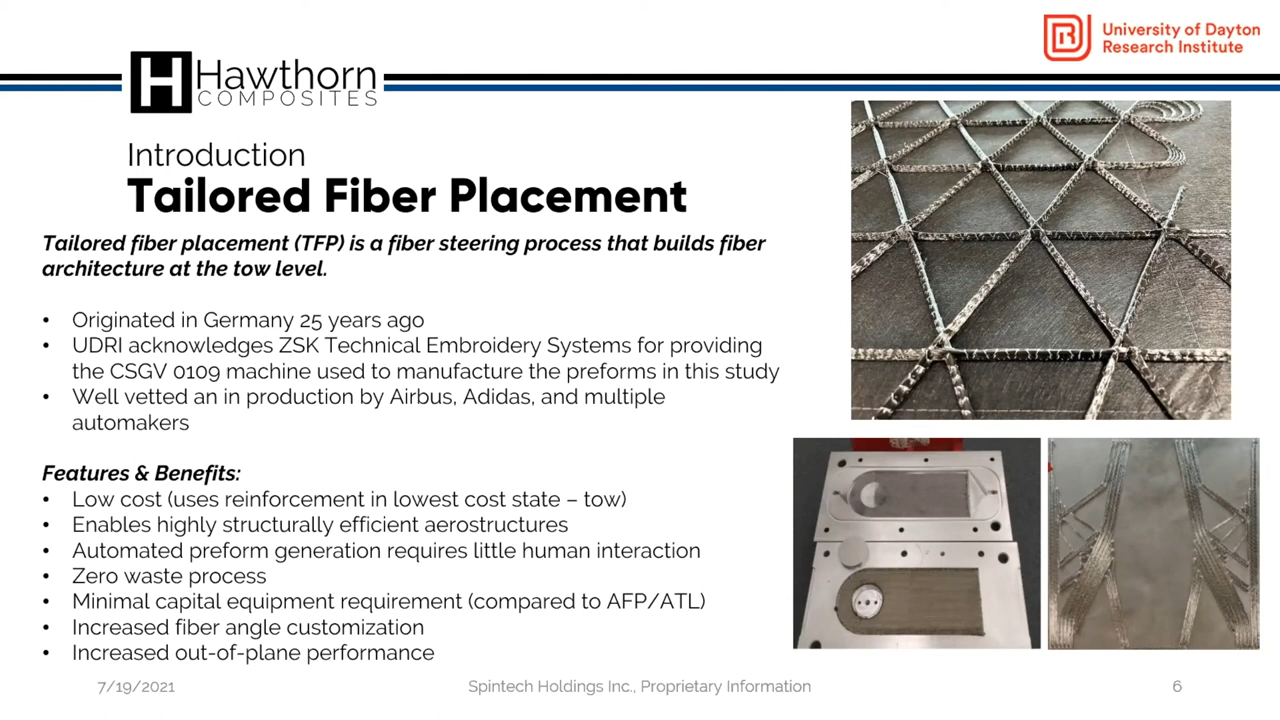 University of Dayton
Research Institute
H Hawthorn
COMPOSITES
Introduction
Tailored Fiber Placement
Tailored fiber placement (TFP) is a fiber steering process that builds fiber
architecture at the tow level.
• Originated in Germany 25 years ago
• UDRI acknowledges ZSK Technical Embroidery Systems for providing
the CSGV 0109 machine used to manufacture the preforms in this study
• Well vetted an in production by Airbus, Adidas, and multiple
automakers
Features & Benefits:
• Low cost (uses reinforcement in lowest cost state – tow)
• Enables highly structurally efficient aerostructures
• Automated preform generation requires little human interaction
• Zero waste process
• Minimal capital equipment requirement (compared to AFP/ATL)
• Increased fiber angle customization
• Increased out-of-plane performance
7/19/2021
Spintech Holdings Inc., Proprietary Information
6